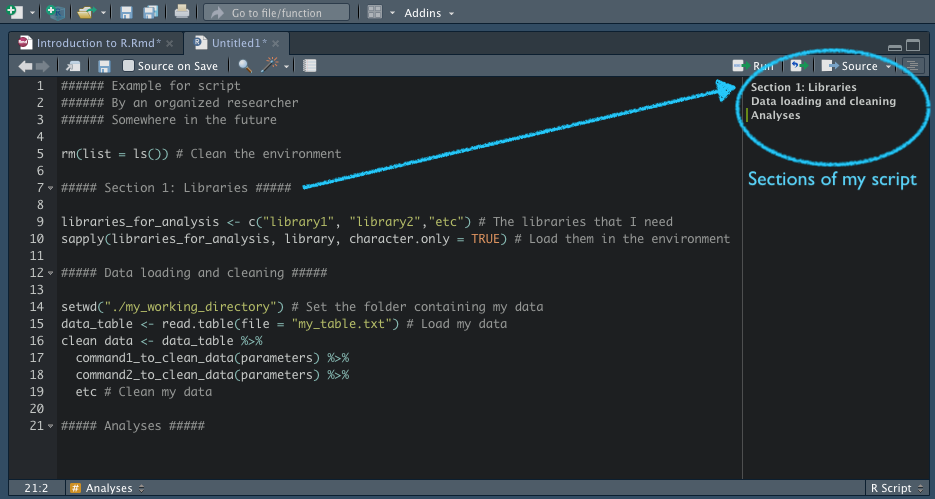 Go to file/function Addins
Introduction to R.Rmd* Untitled1*
Source on Save Run Source
1 ###### Example for script
2 ###### By an organized researcher
3 ###### Somewhere in the future
4
5 rm(list = ls()) # Clean the environment
6
7 ##### Section 1: Libraries #####
8
9 libraries_for_analysis <- c("library1", "library2","etc") # The libraries that I need
10 sapply(libraries_for_analysis, library, character.only = TRUE) # Load them in the environment
11
12 ##### Data loading and cleaning #####
13
14 setwd("./my_working_directory") # Set the folder containing my data
15 data_table <- read.table(file = "my_table.txt") # Load my data
16 clean data <- data_table %>%
17 command1_to_clean_data(parameters) %>%
18 command2_to_clean_data(parameters) %>%
19 etc # Clean my data
20
21 ##### Analyses #####
Section 1: Libraries
Data loading and cleaning
Analyses
Sections of my script
21:2 # Analyses R Script